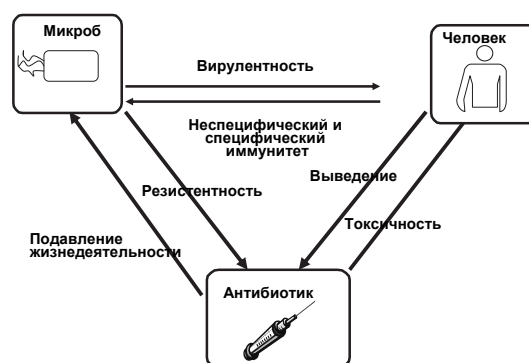 Микроб
Человек
Вирулентность
Неспецифический и
специфический
иммунитет
Выведение
Резистентность
Токсичность
Подавление
жизнедеятельности
Антибиотик